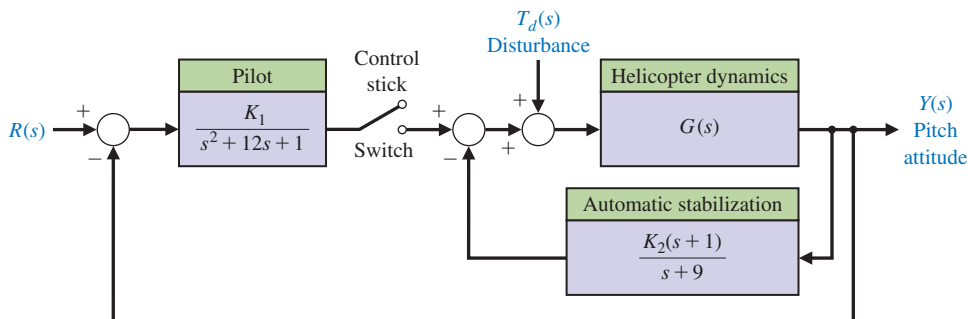 T_d(s)
Disturbance
Pilot
Control
stick
Helicopter dynamics
R(s)
+
−
K_1
s^2 + 12s + 1
Switch
+
−
+
+
G(s)
Y(s)
Pitch
attitude
Automatic stabilization
K_2(s + 1)
s + 9